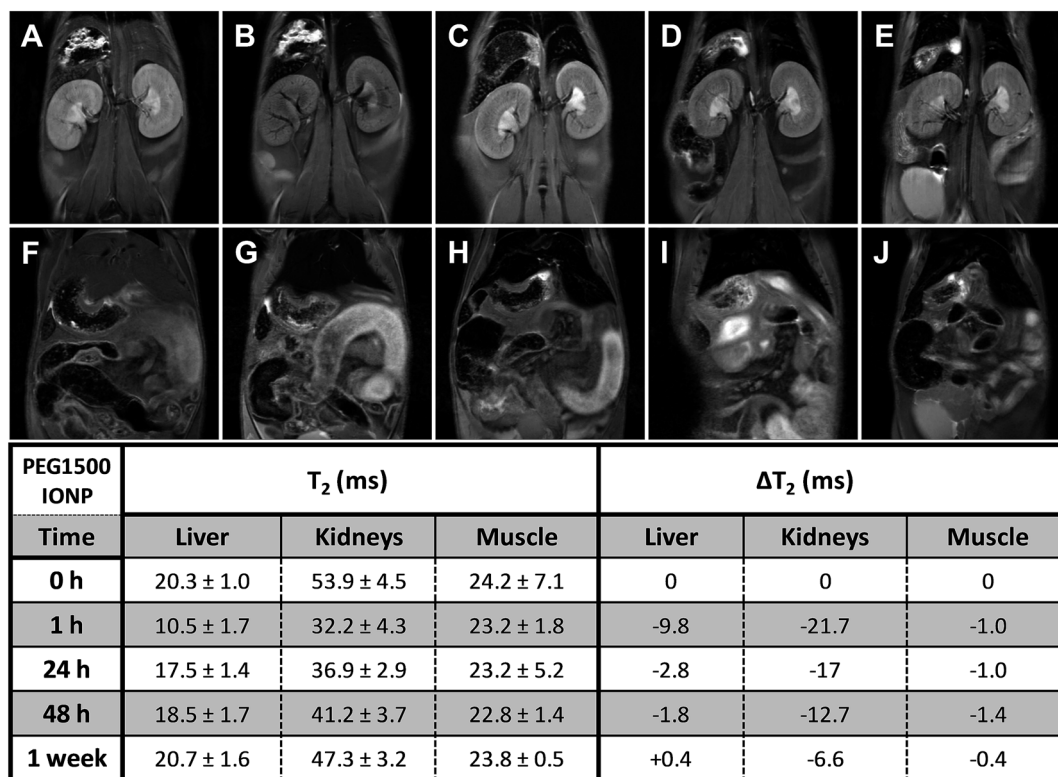 A B C D E
F G H I J
PEG1500 IONP T₂ (ms) ΔT₂ (ms)
Time Liver Kidneys Muscle Liver Kidneys Muscle
0 h 20.3 ± 1.0 53.9 ± 4.5 24.2 ± 7.1 0 0 0
1 h 10.5 ± 1.7 32.2 ± 4.3 23.2 ± 1.8 -9.8 -21.7 -1.0
24 h 17.5 ± 1.4 36.9 ± 2.9 23.2 ± 5.2 -2.8 -17 -1.0
48 h 18.5 ± 1.7 41.2 ± 3.7 22.8 ± 1.4 -1.8 -12.7 -1.4
1 week 20.7 ± 1.6 47.3 ± 3.2 23.8 ± 0.5 +0.4 -6.6 -0.4